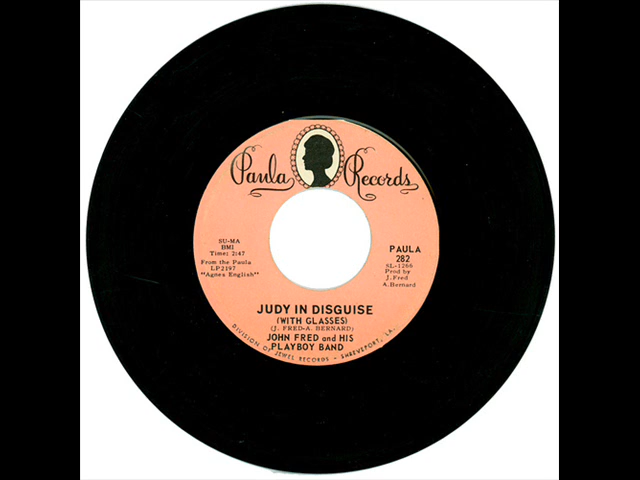 Paula Records
SU-MA
BMI
Time: 2:47
From the Paula
LP2197
"Agnes English"
PAULA
282
SL-1266
Prod by
J. Fred
A. Bernard
JUDY IN DISGUISE
(WITH GLASSES)
(J. FRED-A. BERNARD)
JOHN FRED and HIS
PLAYBOY BAND
DIVISION OF JEWEL RECORDS - SHREVEPORT, LA.